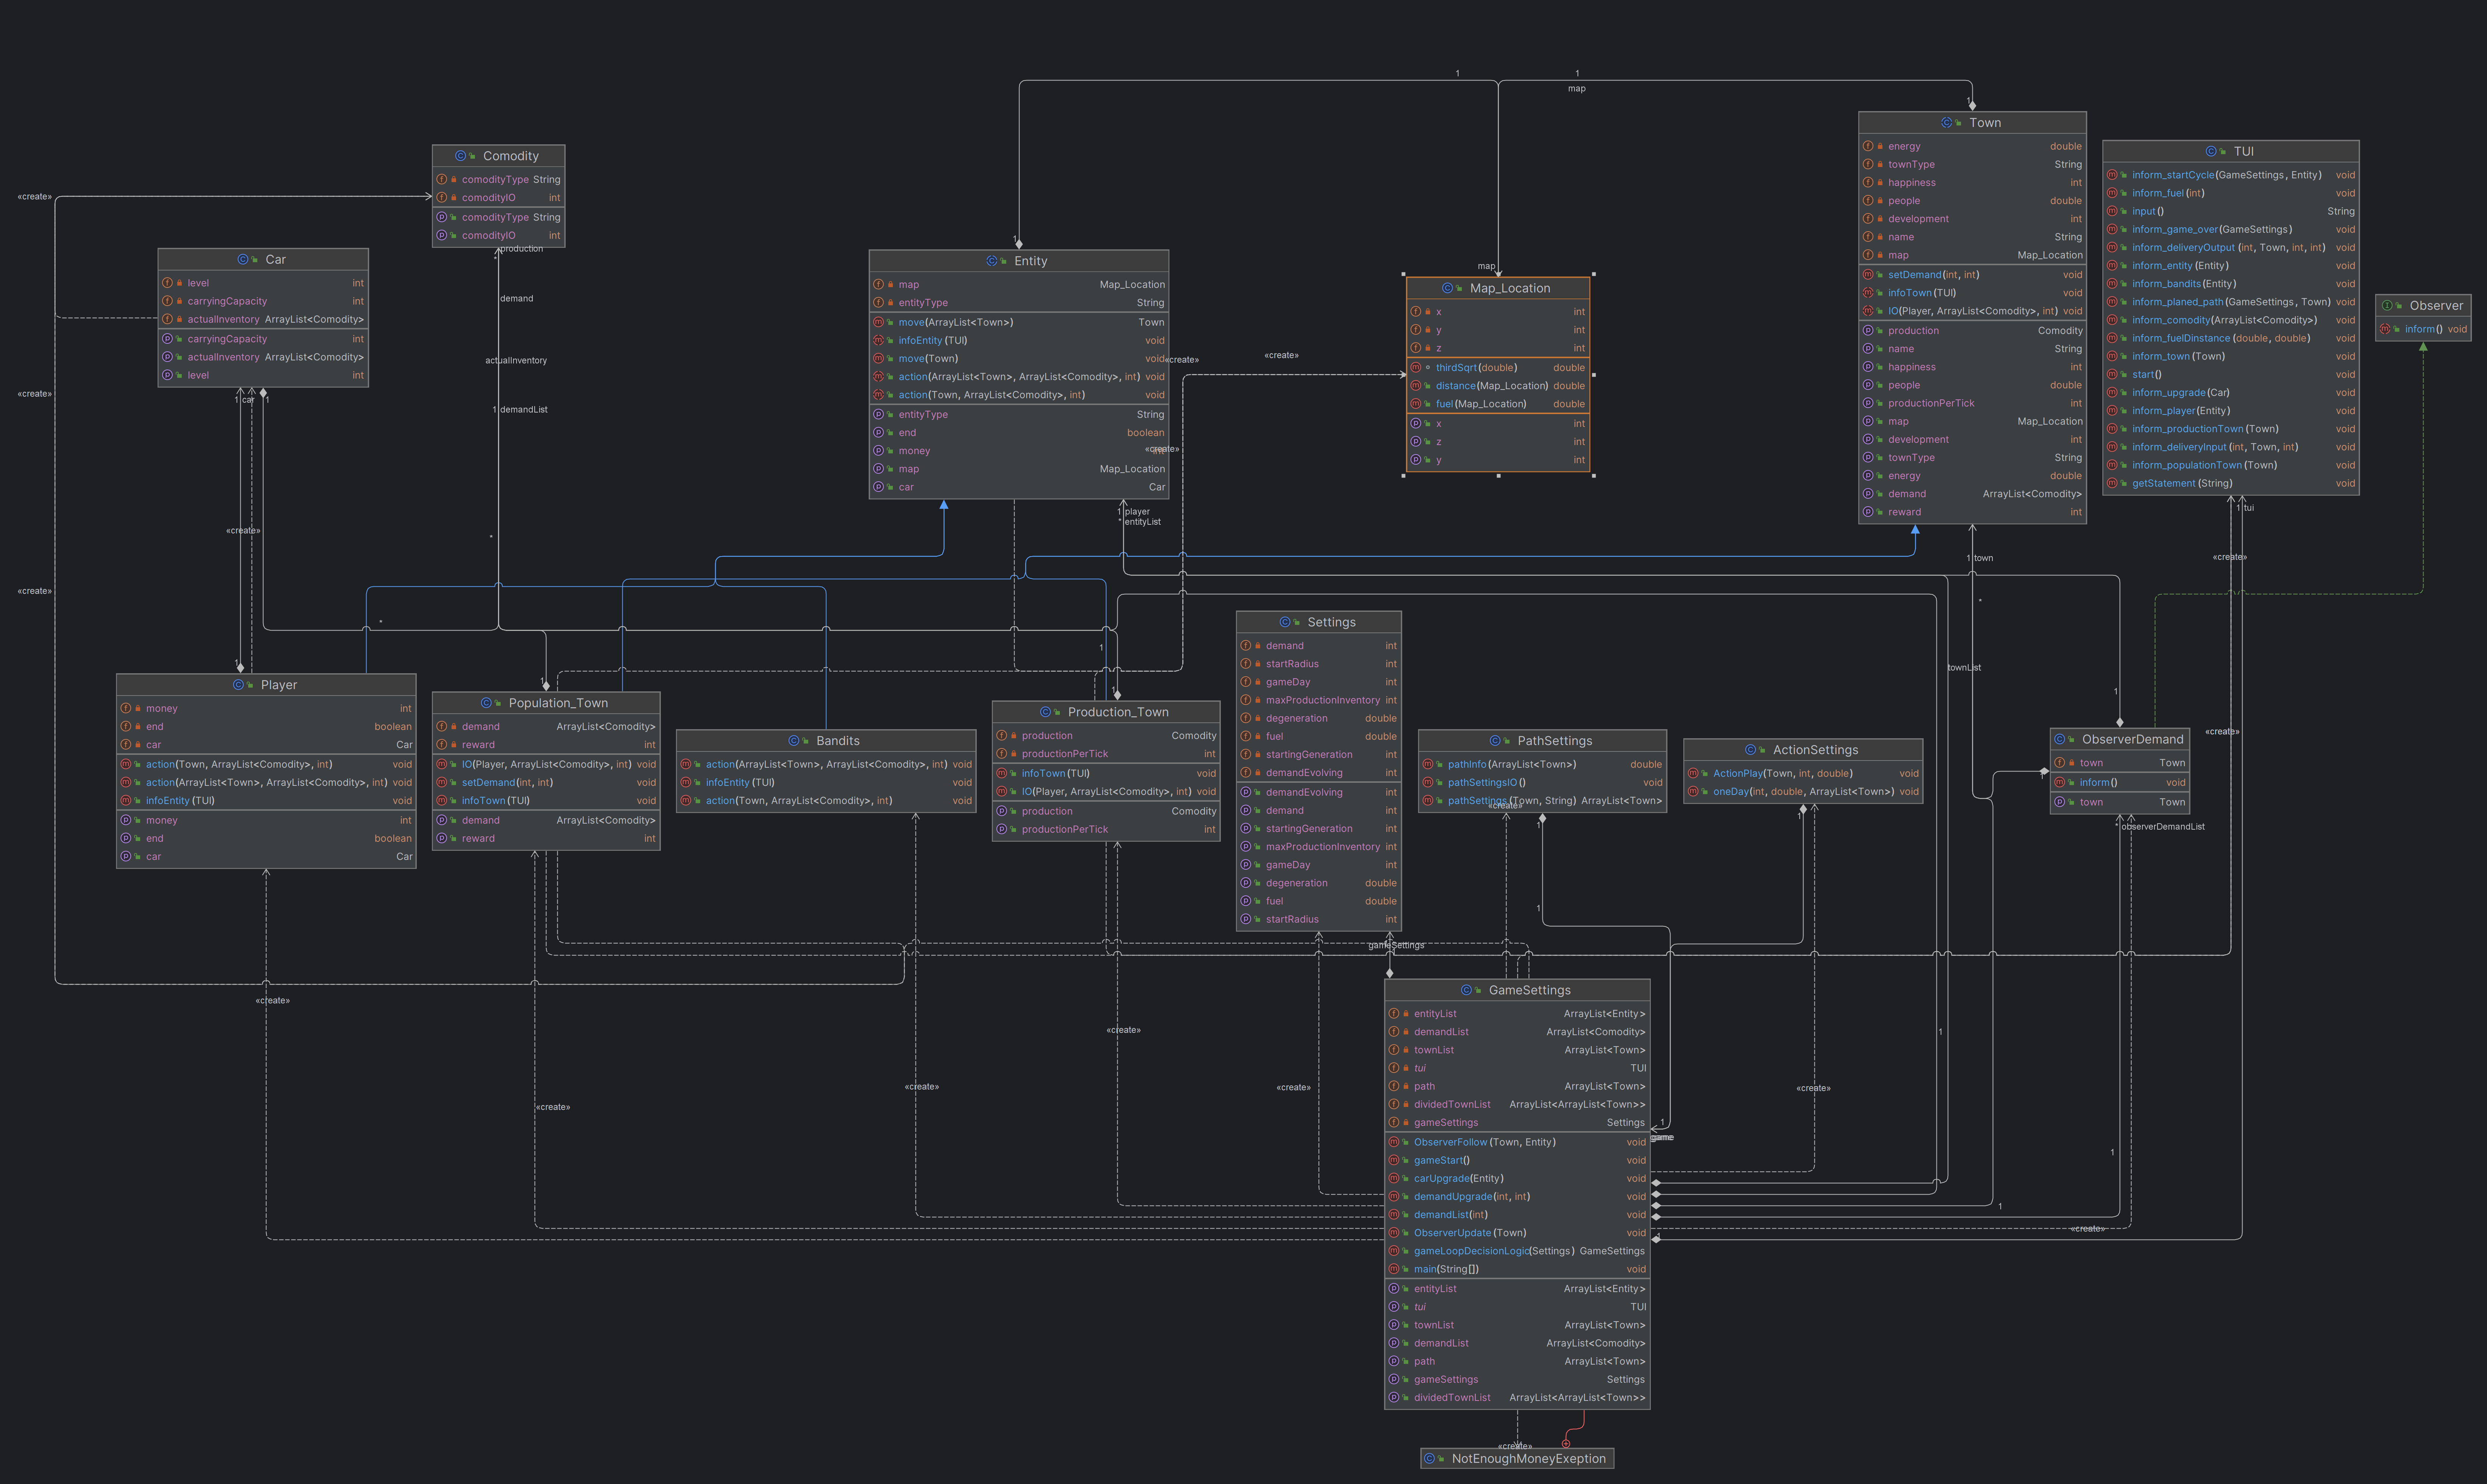 1
1
map
1
Town
energy double
townType String
happiness int
people double
development int
name String
map Map_Location
setDemand(int, int) void
infoTown(TUI) void
IO(Player, ArrayList<Comodity>, int) void
production Comodity
name String
happiness int
people double
productionPerTick int
map Map_Location
development int
townType String
energy double
demand ArrayList<Comodity>
reward int
TUI
inform_startCycle(GameSettings, Entity) void
inform_fuel(int) void
input() String
inform_game_over(GameSettings) void
inform_deliveryOutput(int, Town, int, int) void
inform_entity(Entity) void
inform_bandits(Entity) void
inform_planed_path(GameSettings, Town) void
inform_comodity(ArrayList<Comodity>) void
inform_fuelDinstance(double, double) void
inform_town(Town) void
start() void
inform_upgrade(Car) void
inform_player(Entity) void
inform_productionTown(Town) void
inform_deliveryInput(int, Town, int) void
inform_populationTown(Town) void
getStatement(String) void
Observer
inform() void
Comodity
comodityType String
comodityIO int
comodityType String
comodityIO int
«create»
production
*
demand
actualInventory
1 demandList
*
Car
level int
carryingCapacity int
actualInventory ArrayList<Comodity>
carryingCapacity int
actualInventory ArrayList<Comodity>
level int
1 car
1
«create»
«create»
«create»
1
Entity
map Map_Location
entityType String
move(ArrayList<Town>) Town
infoEntity(TUI) void
move(Town) void
action(ArrayList<Town>, ArrayList<Comodity>, int) void
action(Town, ArrayList<Comodity>, int) void
entityType String
end boolean
money int
map Map_Location
car Car
«create»
«create»
«create»
1 player
* entityList
map
Map_Location
x int
y int
z int
thirdSqrt(double) double
distance(Map_Location) double
fuel(Map_Location) double
x int
z int
y int
1 tui
«create»
1 town
*
*
1
townList
1
«create»
1
Player
money int
end boolean
car Car
action(Town, ArrayList<Comodity>, int) void
action(ArrayList<Town>, ArrayList<Comodity>, int) void
infoEntity(TUI) void
money int
end boolean
car Car
1
Population_Town
demand ArrayList<Comodity>
reward int
IO(Player, ArrayList<Comodity>, int) void
setDemand(int, int) void
infoTown(TUI) void
demand ArrayList<Comodity>
reward int
Bandits
action(ArrayList<Town>, ArrayList<Comodity>, int) void
infoEntity(TUI) void
action(Town, ArrayList<Comodity>, int) void
1
Production_Town
production Comodity
productionPerTick int
infoTown(TUI) void
IO(Player, ArrayList<Comodity>, int) void
production Comodity
productionPerTick int
Settings
demand int
startRadius int
gameDay int
maxProductionInventory int
degeneration double
fuel double
startingGeneration int
demandEvolving int
demandEvolving int
demand int
startingGeneration int
maxProductionInventory int
gameDay int
degeneration double
fuel double
startRadius int
PathSettings
pathInfo(ArrayList<Town>) double
pathSettingsIO() void
pathSettings(Town, String) ArrayList<Town>
«create»
1
ActionSettings
ActionPlay(Town, int, double) void
oneDay(int, double, ArrayList<Town>) void
1
ObserverDemand
town Town
inform() void
town Town
1
* observerDemandList
1
gameSettings
«create»
«create»
«create»
«create»
«create»
«create»
1
1
1
1
«create»
GameSettings
entityList ArrayList<Entity>
demandList ArrayList<Comodity>
townList ArrayList<Town>
tui TUI
path ArrayList<Town>
dividedTownList ArrayList<ArrayList<Town>>
gameSettings Settings
ObserverFollow(Town, Entity) void
gameStart() void
carUpgrade(Entity) void
demandUpgrade(int, int) void
demandList(int) void
ObserverUpdate(Town) void
gameLoopDecisionLogic(Settings) GameSettings
main(String[]) void
entityList ArrayList<Entity>
tui TUI
townList ArrayList<Town>
demandList ArrayList<Comodity>
path ArrayList<Town>
gameSettings Settings
dividedTownList ArrayList<ArrayList<Town>>
game
«create»
NotEnoughMoneyExeption